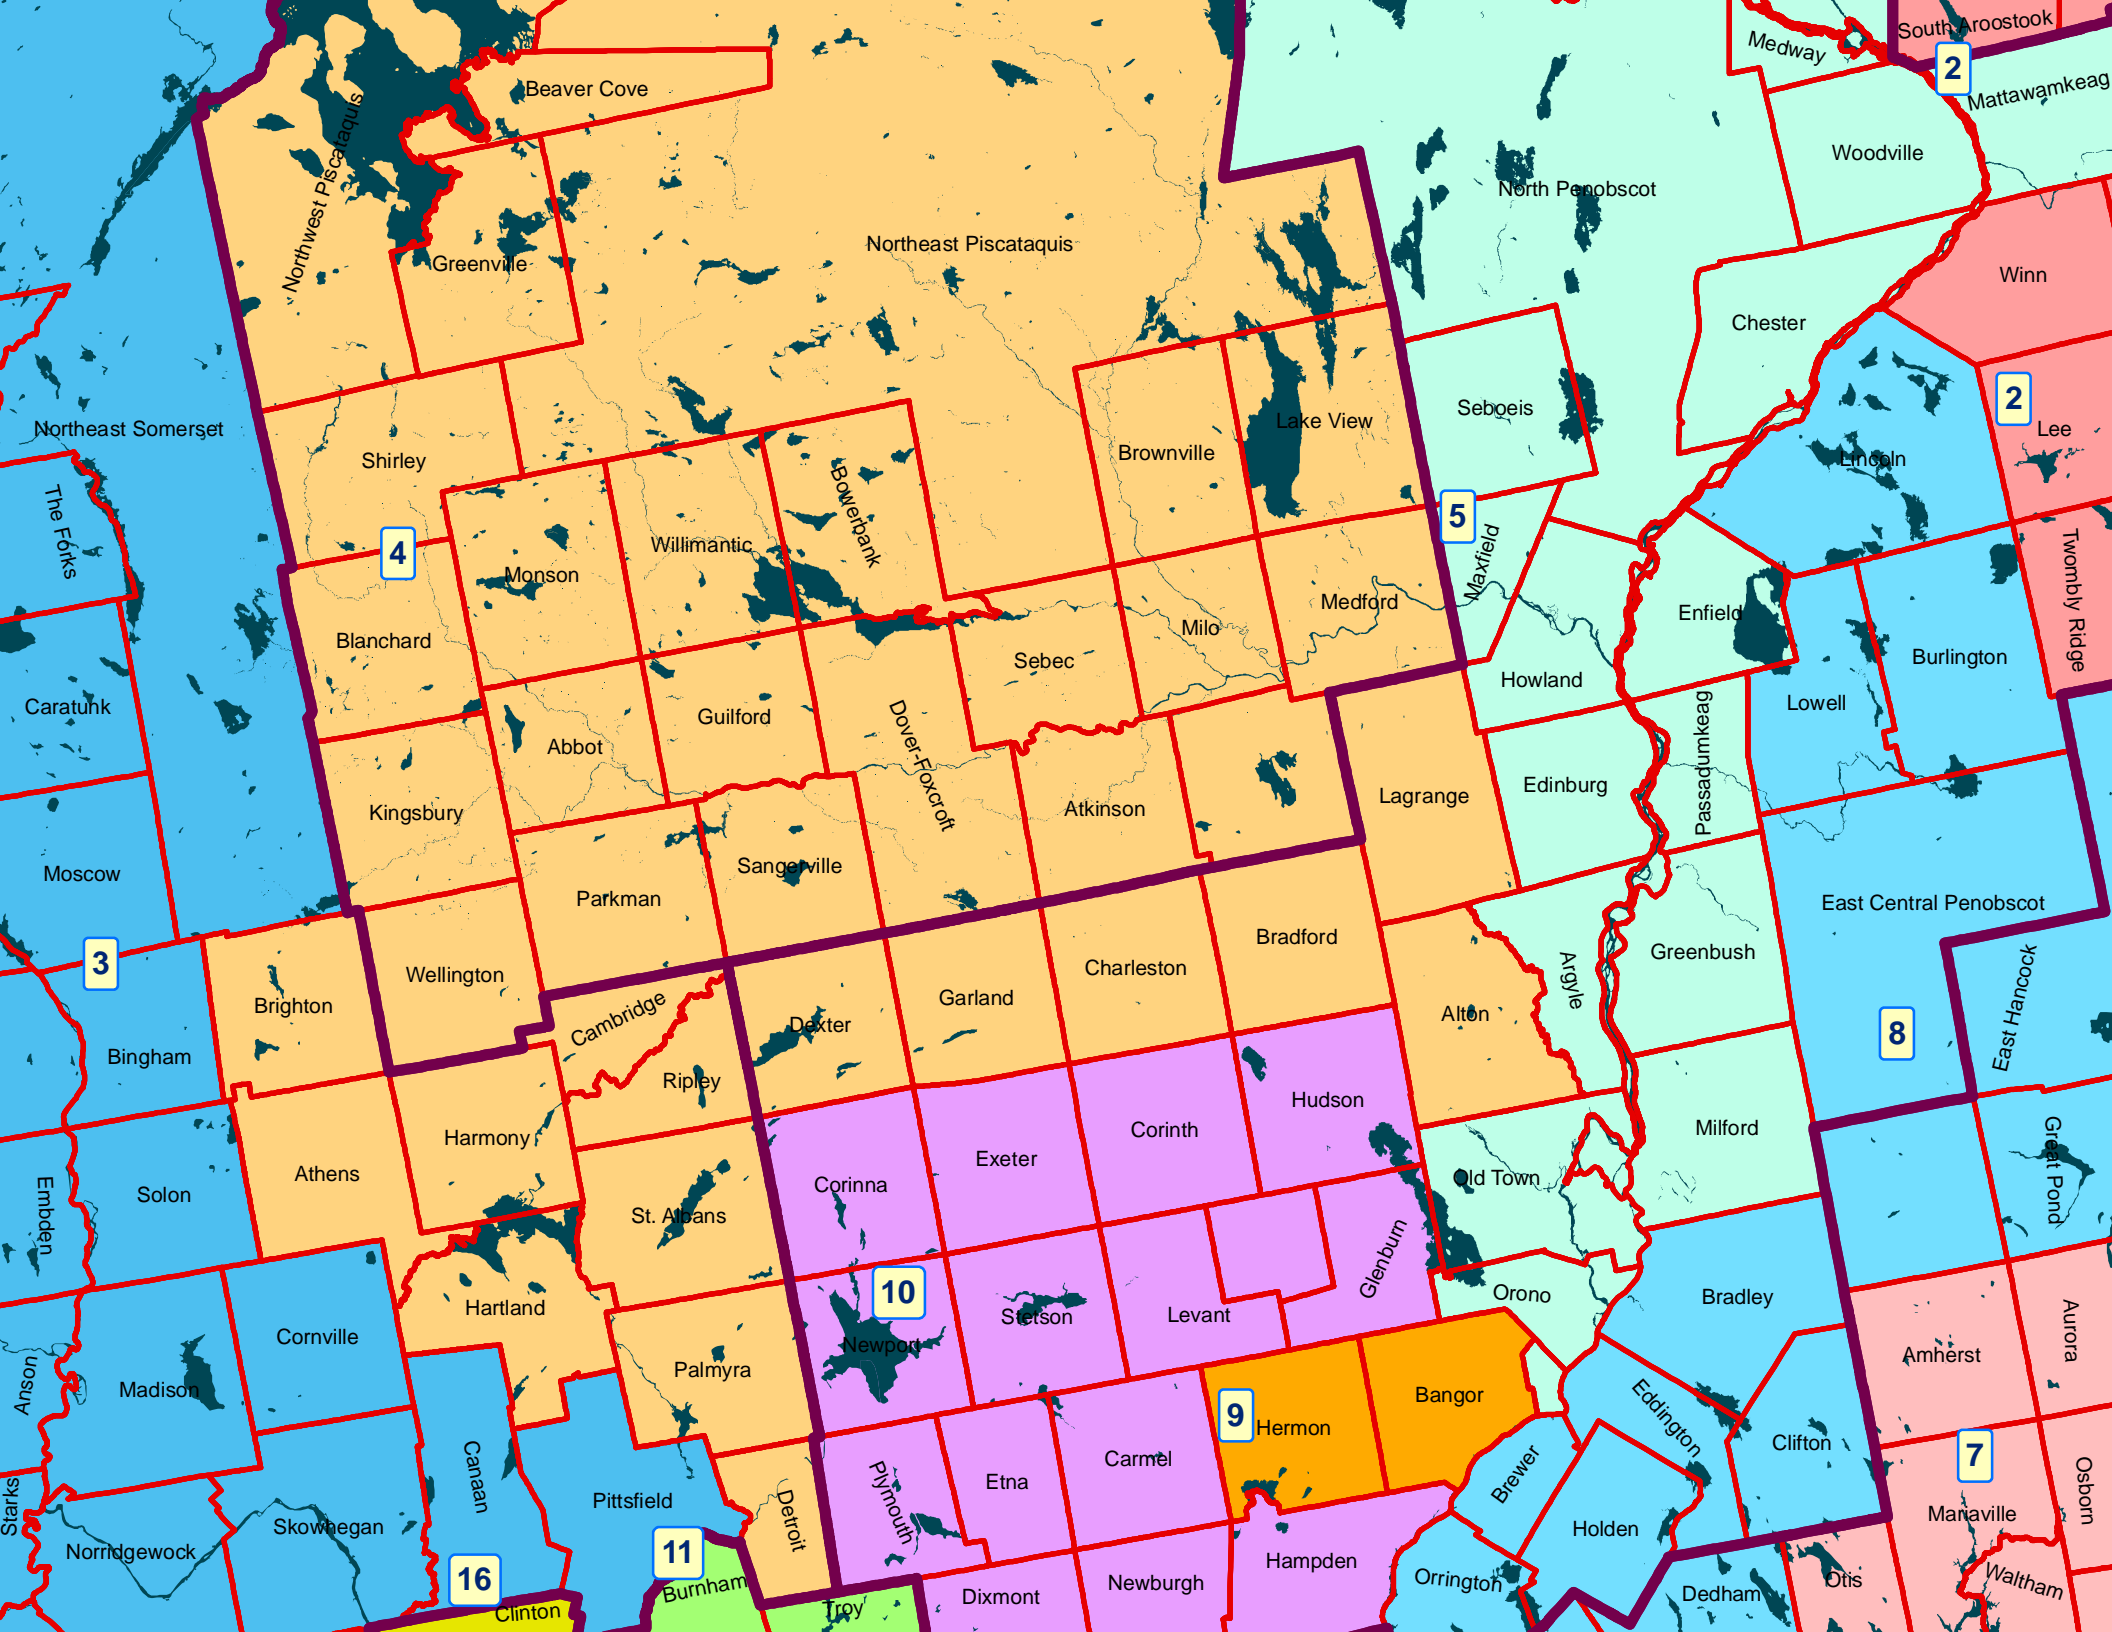 South Aroostook
Medway
2
Beaver Cove
Mattawamkeag
Woodville
Northwest Piscataquis
North Penobscot
Northeast Piscataquis
Greenville
Winn
Chester
Seboeis
2
Lee
Lake View
Northeast Somerset
Shirley
Brownville
Lincoln
Bowerbank
The Forks
4
5
Willimantic
Monson
Maxfield
Twombly Ridge
Medford
Enfield
Milo
Blanchard
Sebec
Burlington
Howland
Caratunk
Guilford
Lowell
Abbot
Dover-Foxcroft
Passadumkeag
Edinburg
Lagrange
Kingsbury
Atkinson
Moscow
Sangerville
Parkman
East Central Penobscot
Bradford
3
Wellington
Charleston
Greenbush
Argyle
Brighton
Garland
Cambridge
Dexter
Alton
East Hancock
8
Bingham
Ripley
Hudson
Harmony
Corinth
Milford
Great Pond
Exeter
Athens
Old Town
Corinna
Solon
Embden
St. Albans
Glenburn
10
Orono
Bradley
Hartland
Levant
Stetson
Cornville
Newport
Aurora
Amherst
Palmyra
Madison
Anson
Bangor
9
Hermon
Eddington
Clifton
7
Carmel
Canaan
Etna
Brewer
Osborn
Pittsfield
Plymouth
Detroit
Starks
Mariaville
Skowhegan
Holden
Norridgewock
11
Hampden
16
Burnham
Newburgh
Orrington
Otis
Waltham
Dedham
Dixmont
Troy
Clinton